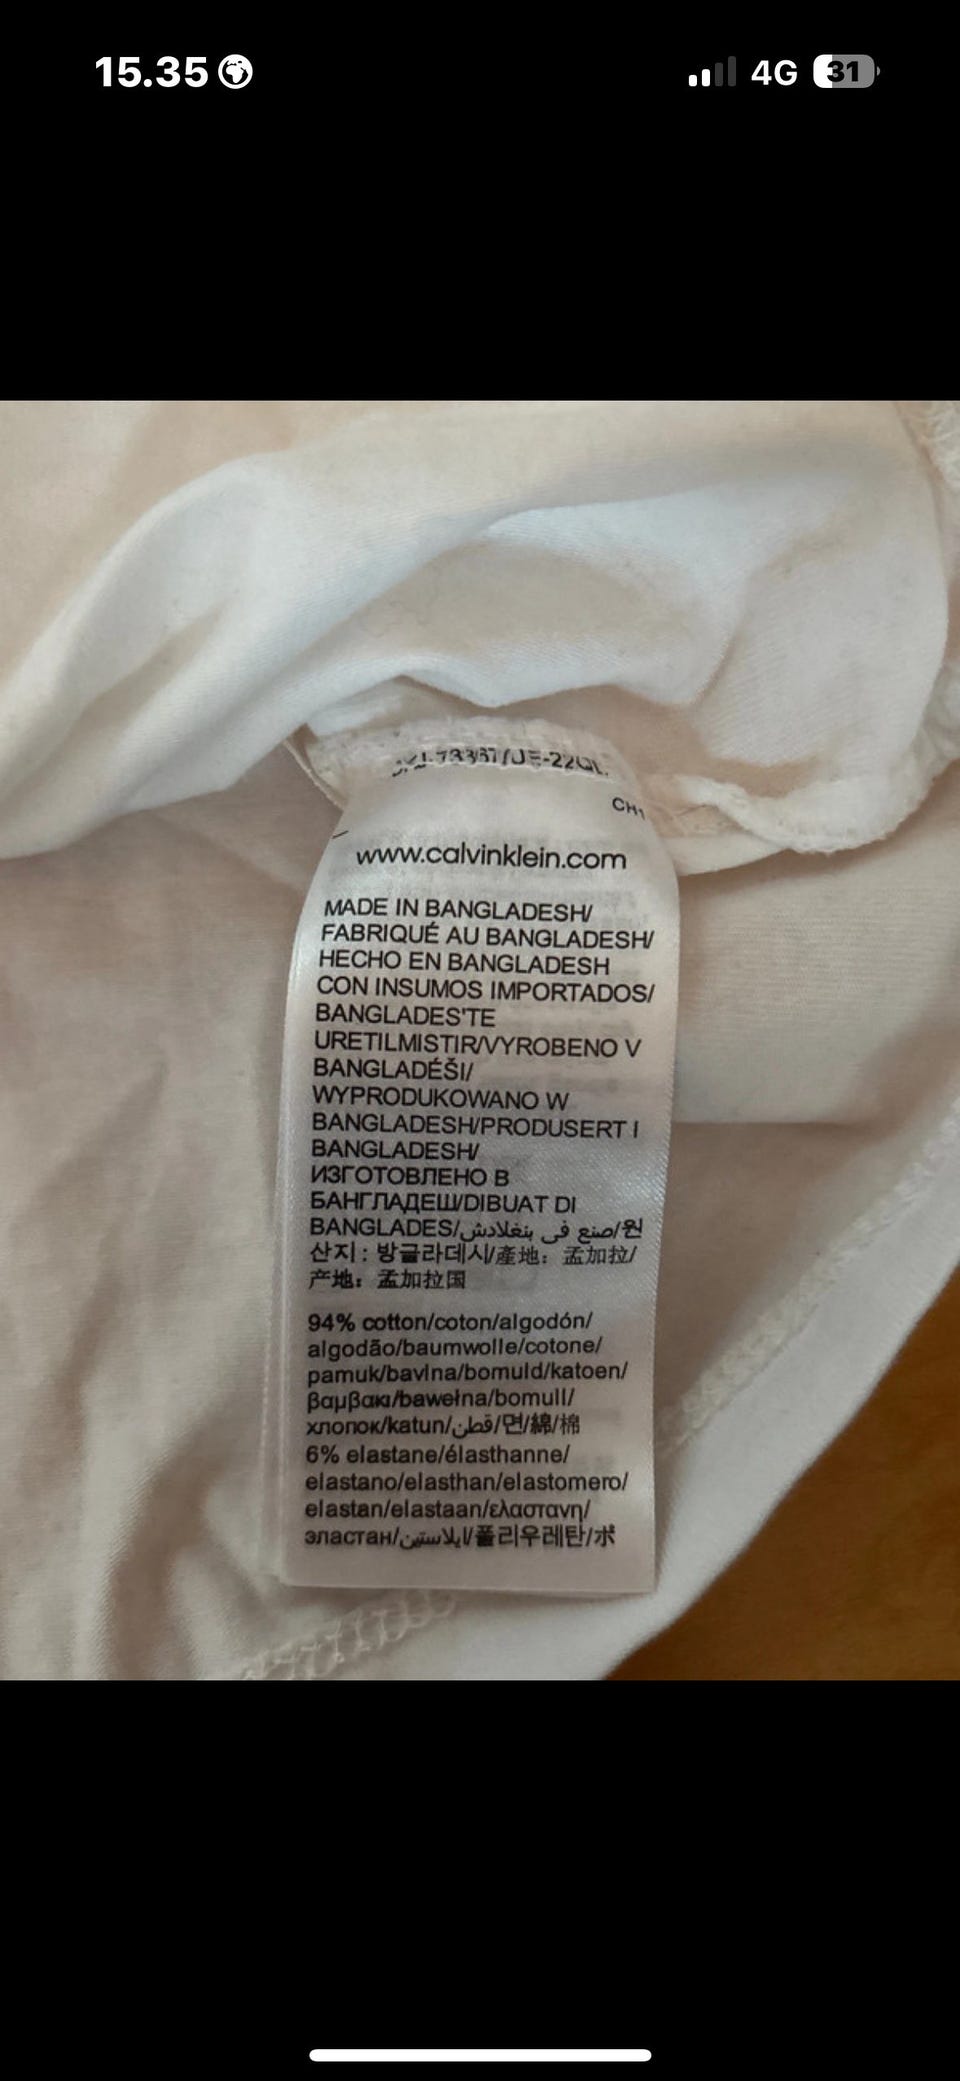 15.35
4G
31
CH1
www.calvinklein.com
MADE IN BANGLADESH/
FABRIQUÉ AU BANGLADESH/
HECHO EN BANGLADESH
CON INSUMOS IMPORTADOS/
BANGLADES'TE
URETILMISTIR/VYROBENO V
BANGLADÉŠI/
WYPRODUKOWANO W
BANGLADESH/PRODUSERT I
BANGLADESH/
ИЗГОТОВЛЕНО В
БАНГЛАДЕШ/DIBUAT DI
BANGLADES/صنع في بنغلادش/원
산지 : 방글라데시/產地：孟加拉/
产地：孟加拉国
94% cotton/coton/algodón/
algodão/baumwolle/cotone/
pamuk/bavlna/bomuld/katoen/
βαμβακι/bawełna/bomull/
хлопок/katun/قطن/면/綿/棉
6% elastane/élasthanne/
elastano/elasthan/elastomero/
elastan/elastaan/ελαστανη/
эластан/ايلاستين/폴리우레탄/ポ